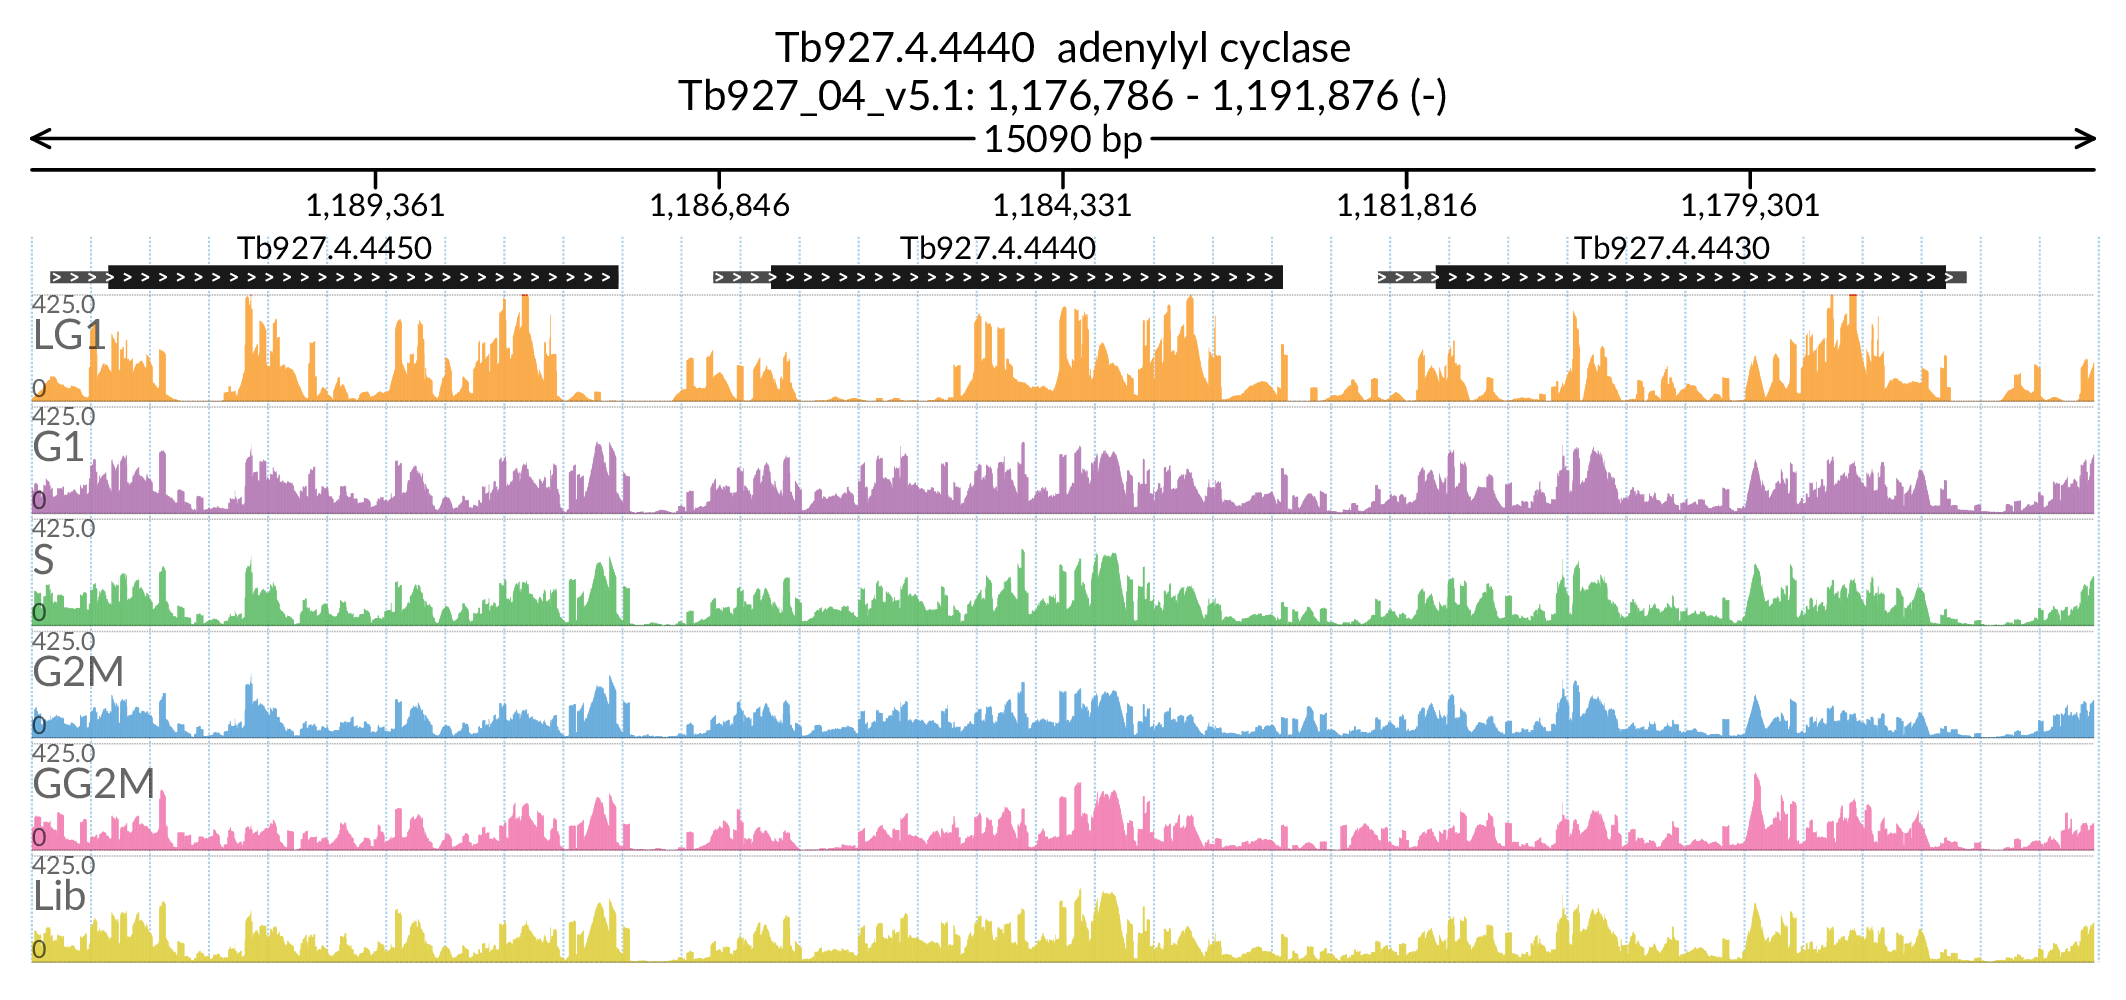 Tb927.4.4440 adenylyl cyclase
Tb927_04_v5.1: 1,176,786 - 1,191,876 (-)
15090 bp
1,189,361 1,186,846 1,184,331 1,181,816 1,179,301
Tb927.4.4450 Tb927.4.4440 Tb927.4.4430
425.0
LG1
0
425.0
G1
0
425.0
S
0
425.0
G2M
0
425.0
GG2M
0
425.0
Lib
0